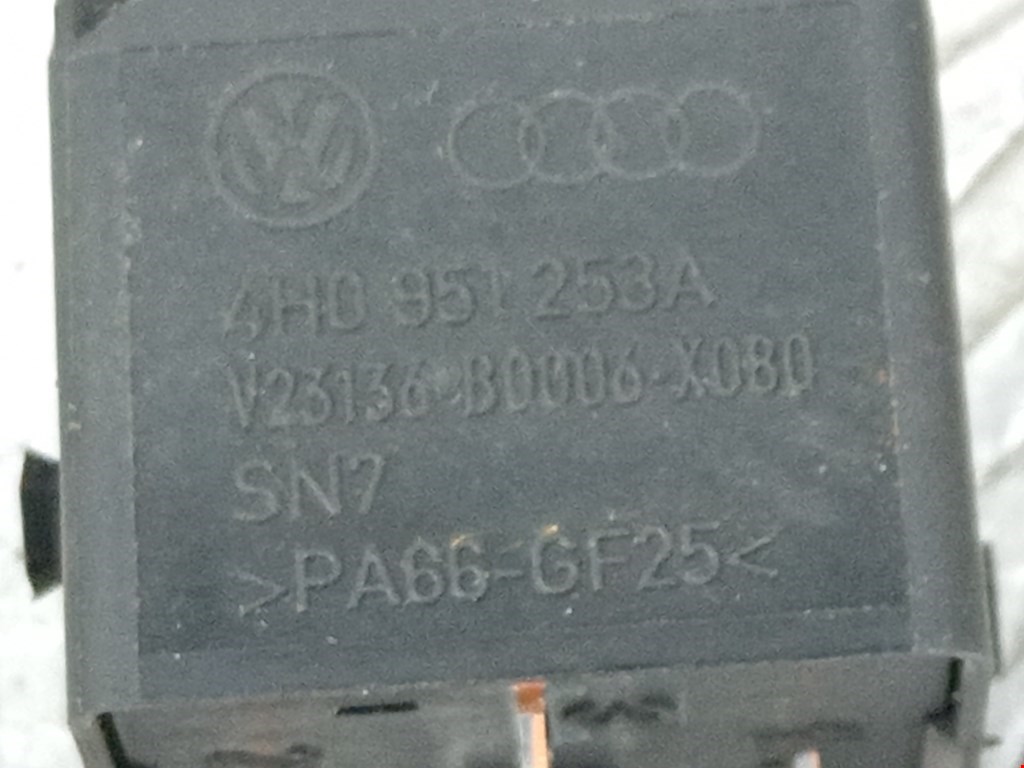 4H0 951 253A
V23136-B0006-X080
SN7
>PA66-GF25<